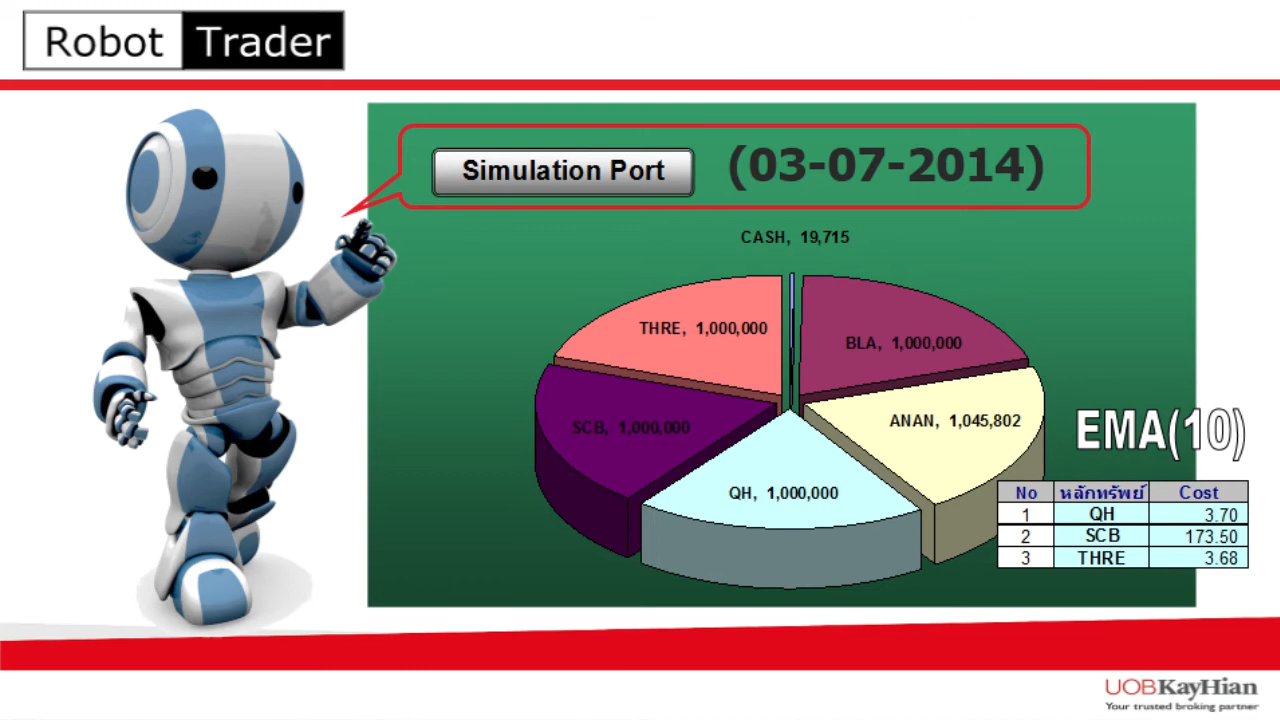 Robot Trader
Simulation Port (03-07-2014)
CASH, 19,715
THRE, 1,000,000
BLA, 1,000,000
ANAN, 1,045,802
SCB, 1,000,000
QH, 1,000,000
EMA(10)
No หลักทรัพย์ Cost
1 QH 3.70
2 SCB 173.50
3 THRE 3.68
UOBKayHian
Your trusted broking partner